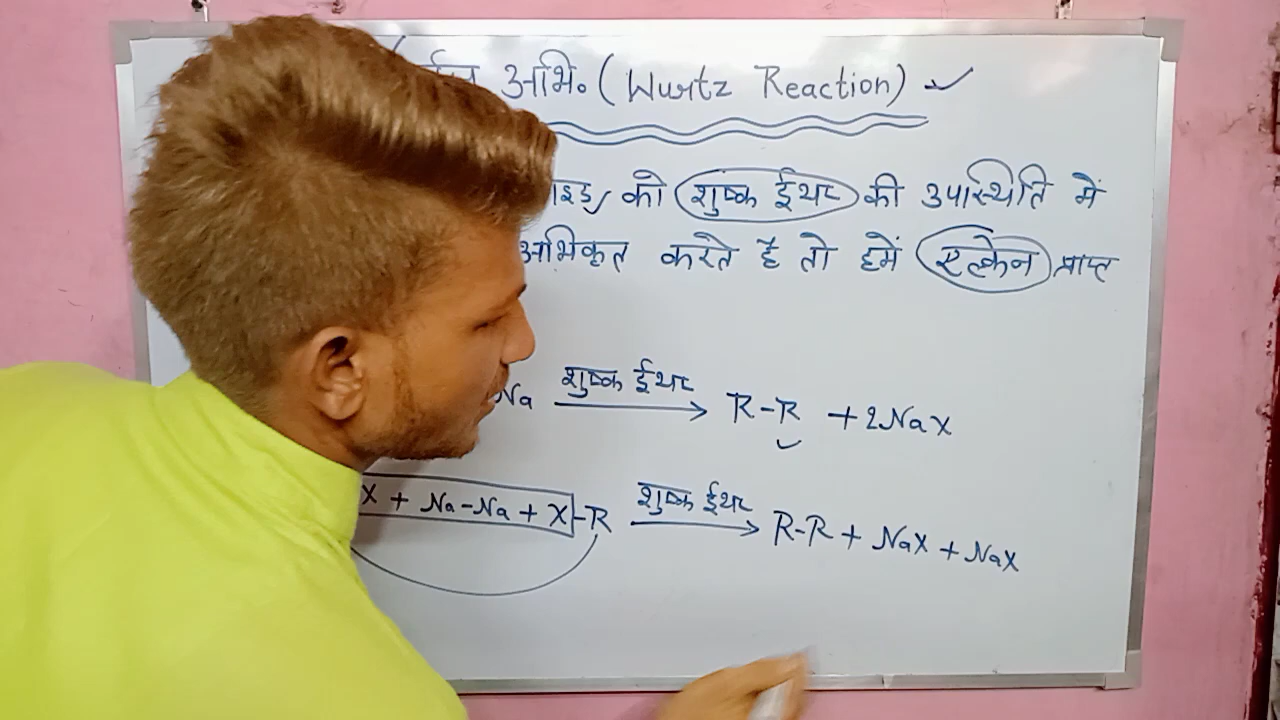 अभि० (Wurtz Reaction)
को शुष्क ईथर की उपस्थिति में
अभिकृत करते है तो हमें एल्केन प्राप्त
शुष्क ईथर
Na → R-R + 2NaX
शुष्क ईथर
X + Na-Na + X-R → R-R + NaX + NaX